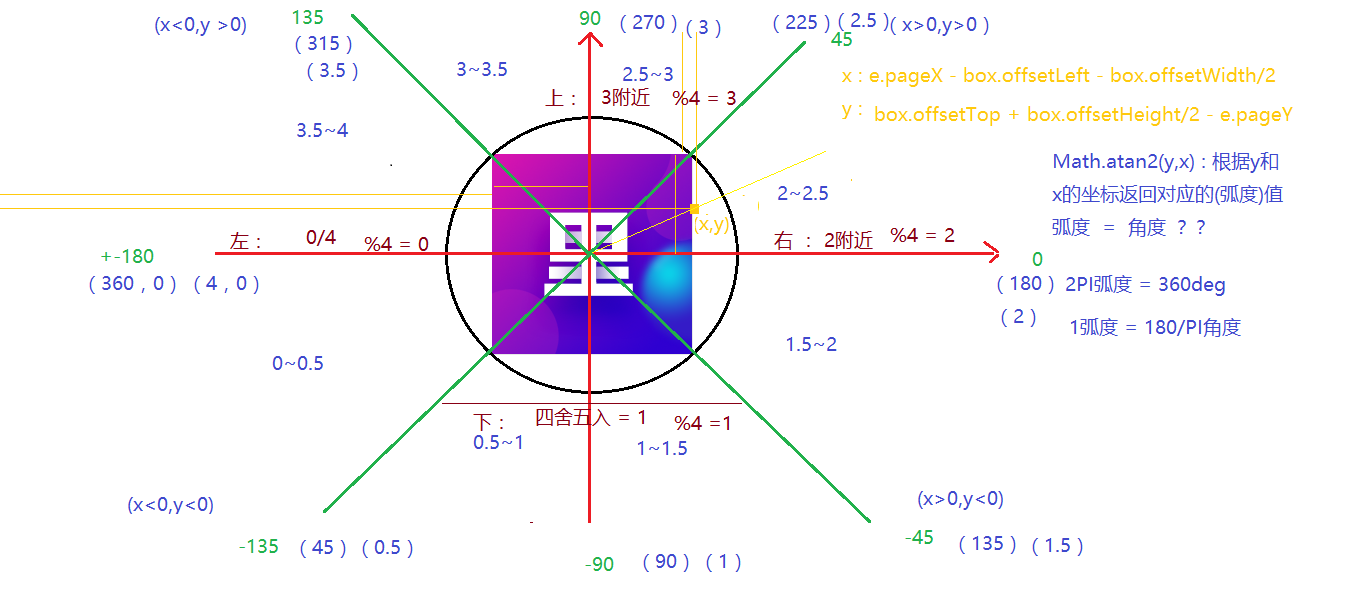 (x<0,y >0)
135
(315)
(3.5)
90
(270)
(3)
(225)
(2.5)
(x>0,y>0 )
45
3~3.5
2.5~3
上：
3附近
%4 = 3
x : e.pageX - box.offsetLeft - box.offsetWidth/2
y : box.offsetTop + box.offsetHeight/2 - e.pageY
3.5~4
Math.atan2(y,x) : 根据y和
x的坐标返回对应的(弧度)值
弧度 = 角度 ？？
2~2.5
(x,y)
左：
0/4
%4 = 0
右 ：
2附近
%4 = 2
+-180
(360，0)
(4，0)
0
(180)
(2)
2PI弧度 = 360deg
1弧度 = 180/PI角度
0~0.5
1.5~2
下：
四舍五入 = 1
%4 =1
0.5~1
1~1.5
(x<0,y<0)
(x>0,y<0)
-135
(45)
(0.5)
-90
(90)
(1)
-45
(135)
(1.5)